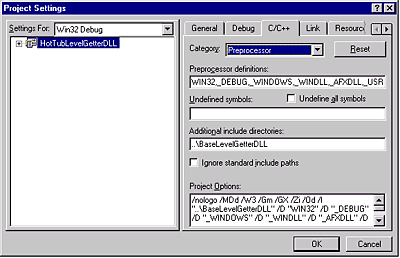 Project Settings
Settings For: Win32 Debug
HotTubLevelGetterDLL
General Debug C/C++ Link Resourc
Category: Preprocessor Reset
Preprocessor definitions:
WIN32,_DEBUG,_WINDOWS,_WINDLL,_AFXDLL,_USR
Undefined symbols: Undefine all symbols
Additional include directories:
..\BaseLevelGetterDLL
Ignore standard include paths
Project Options:
/nologo /MDd /W3 /Gm /GX /Zi /Od /I
"..\BaseLevelGetterDLL" /D "WIN32" /D "_DEBUG"
/D "_WINDOWS" /D "_WINDLL" /D "_AFXDLL" /D
OK Cancel